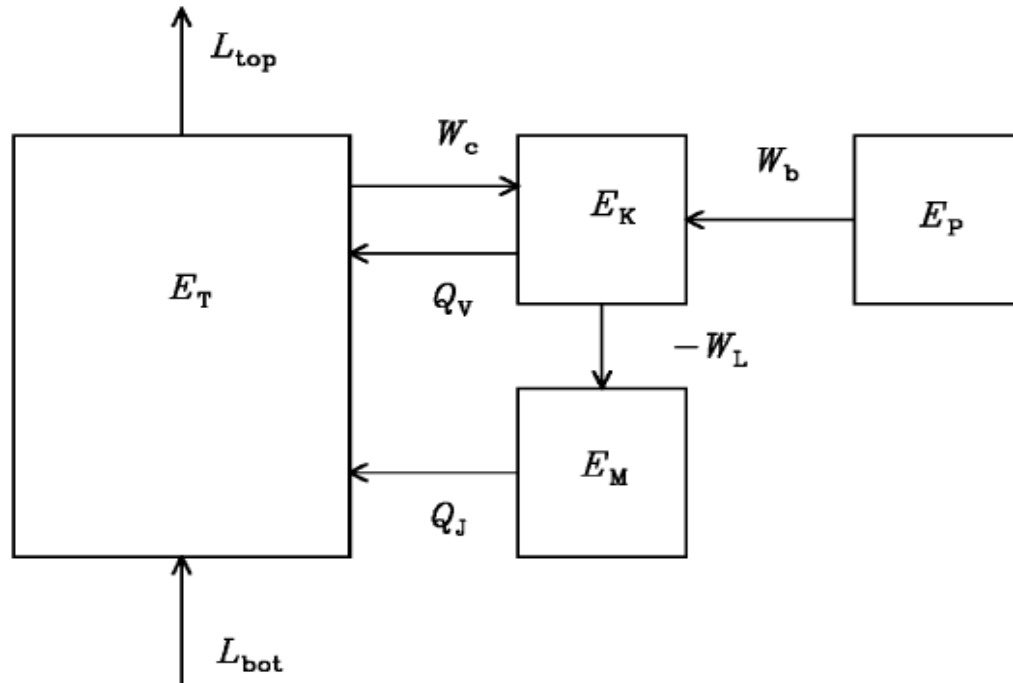 L_top
W_c
E_K
W_b
E_P
E_T
Q_V
-W_L
E_M
Q_J
L_bot